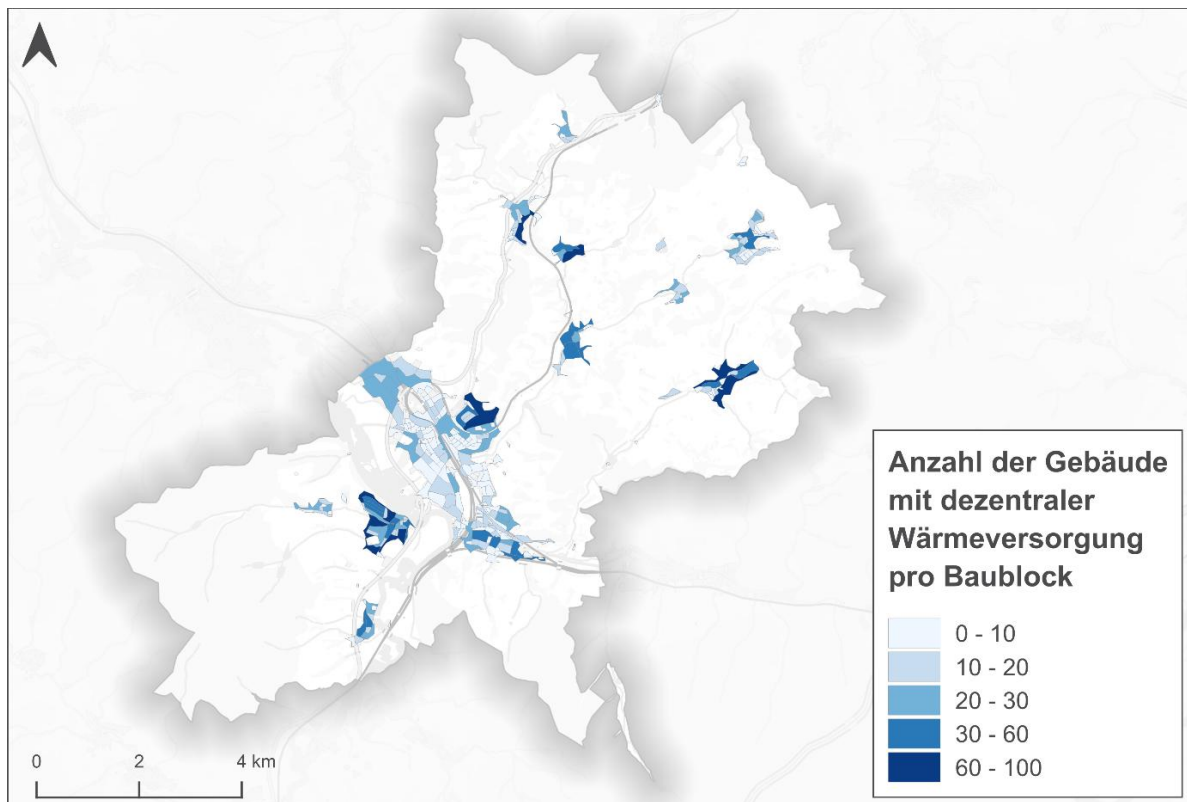 Anzahl der Gebäude
mit dezentraler
Wärmeversorgung
pro Baublock
0 - 10
10 - 20
20 - 30
30 - 60
60 - 100
0 2 4 km